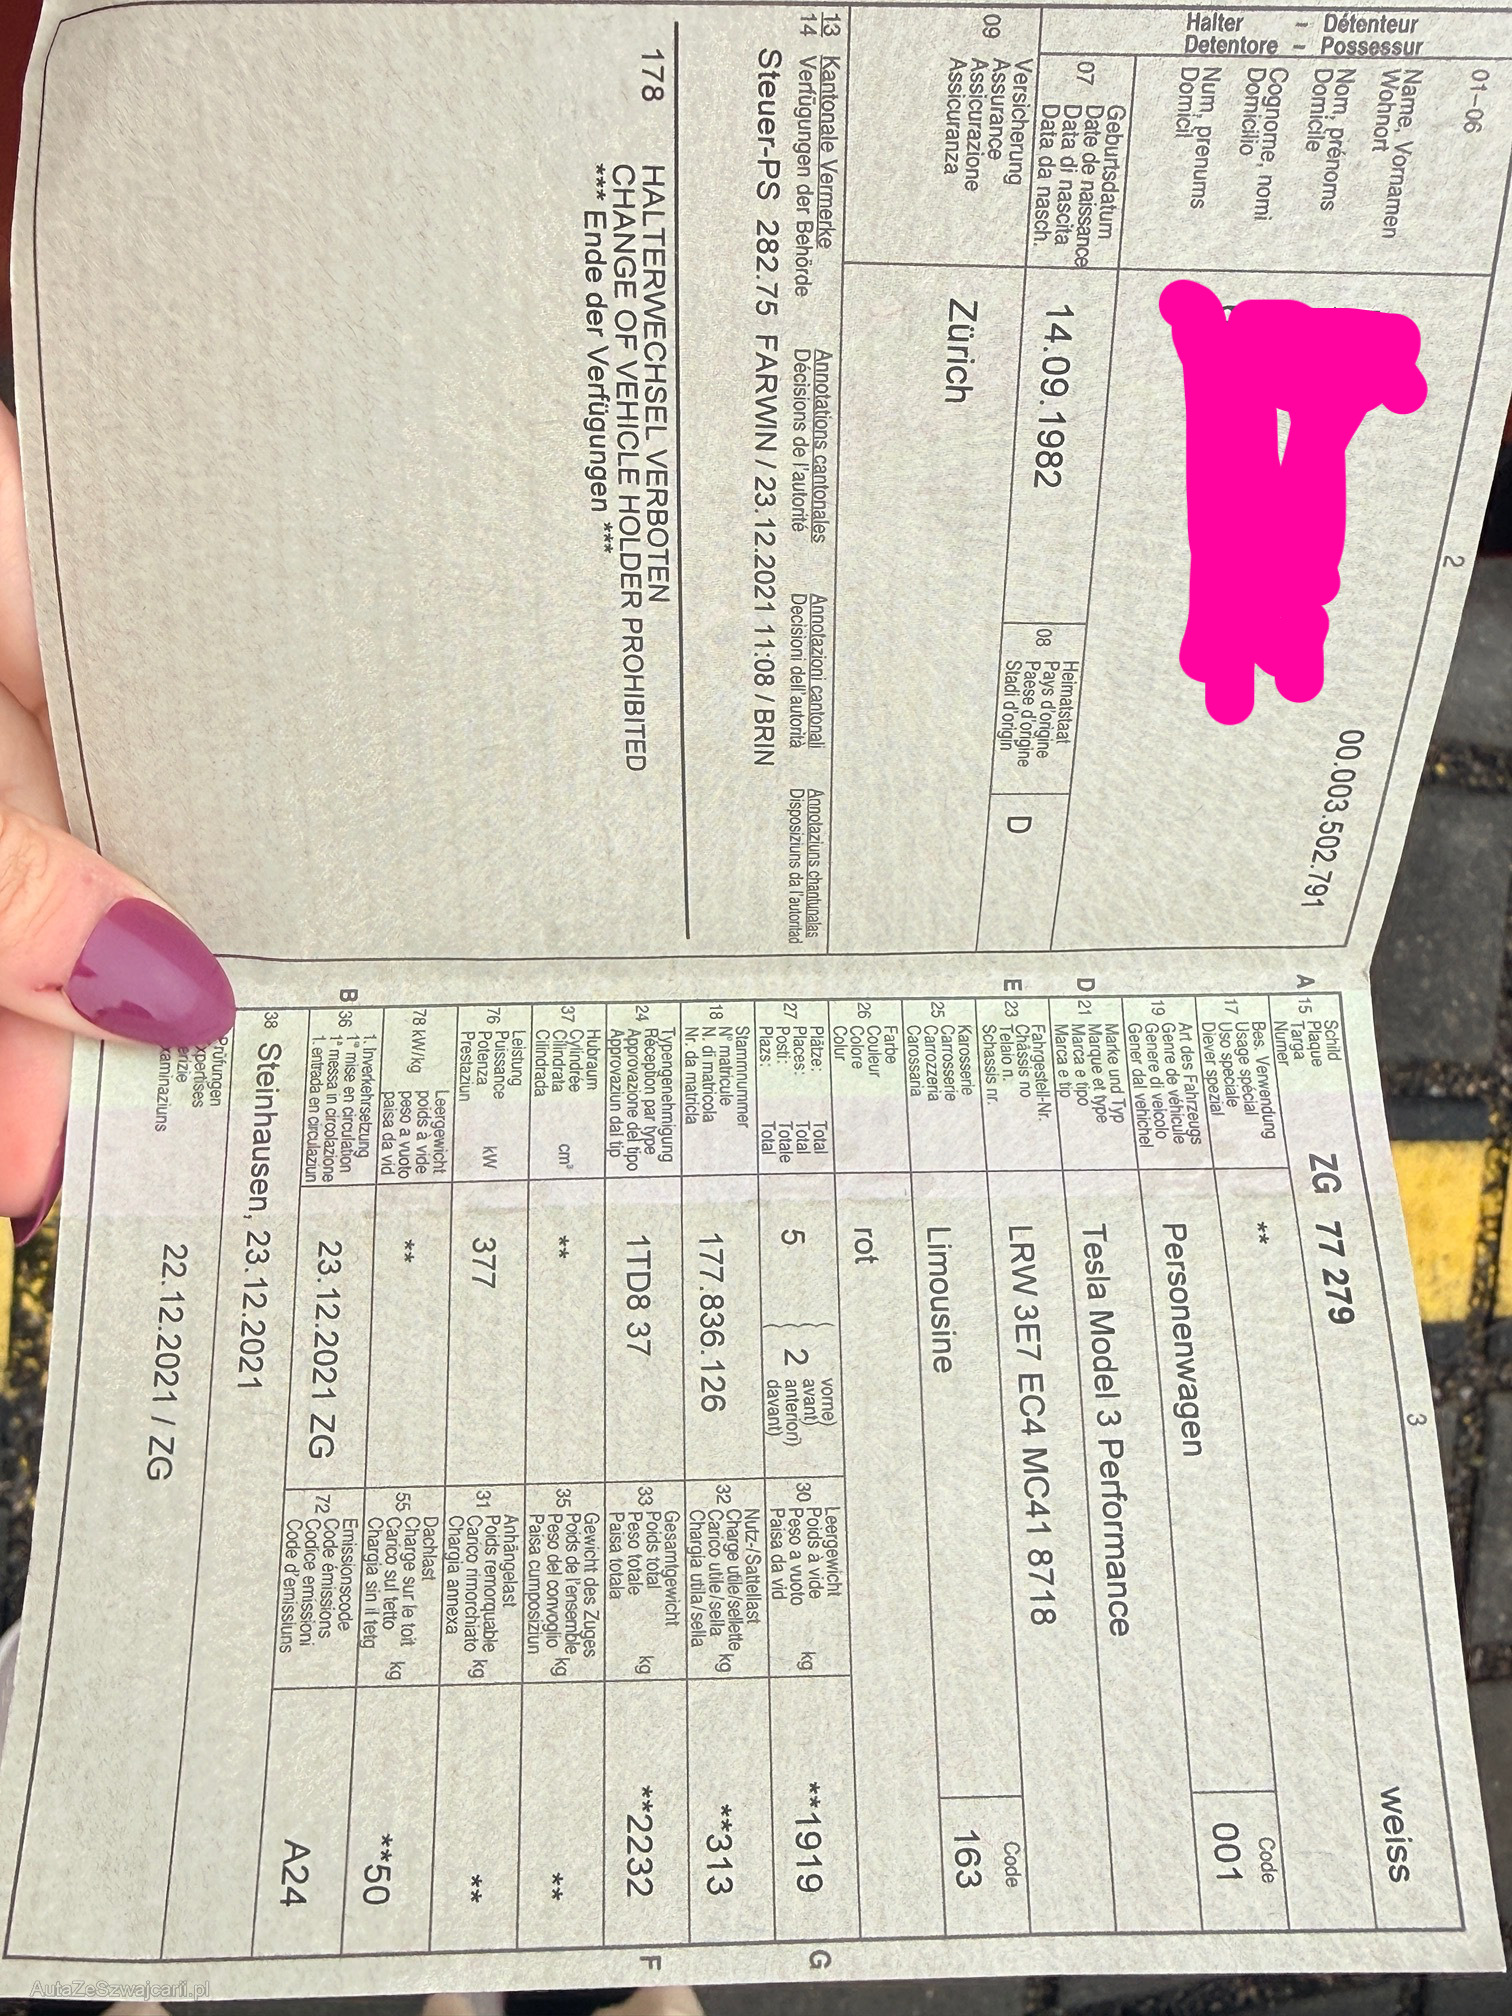 2
01-06
Halter – Détenteur
Detentore – Possessur
Name, Vornamen
Wohnort
Nom, prénoms
Domicile
Cognome, nomi
Domicilio
Num, prenums
Domicil
00.003.502.791
07
Geburtsdatum
Date de naissance
Data di nascita
Data da nasch.
14.09.1982
08
Heimatstaat
Pays d'origine
Paese d'origine
Stadi d'origin
D
09
Versicherung
Assurance
Assicurazione
Assicuranza
Zürich
13 Kantonale Vermerke Annotations cantonales Annotazioni cantonali Annotaziuns chantunalas
14 Verfügungen der Behörde Décisions de l'autorité Decisioni dell'autorità Disposiziuns da l'autoritad
Steuer-PS 282.75 FARWIN / 23.12.2021 11:08 / BRIN
178 HALTERWECHSEL VERBOTEN
CHANGE OF VEHICLE HOLDER PROHIBITED
*** Ende der Verfügungen ***
3
weiss
A 15
Schild
Plaque
Targa
Numer
ZG 77 279
17
Bes. Verwendung
Usage spécial
Uso speciale
Diever spezial
**
Code
001
19
Art des Fahrzeugs
Genre de véhicule
Genere di veicolo
Gener dal vehichel
Personenwagen
D 21
Marke und Typ
Marque et type
Marca e tipo
Marca e tip
Tesla Model 3 Performance
E 23
Fahrgestell-Nr.
Châssis no
Telaio n.
Schassis nr.
LRW 3E7 EC4 MC41 8718
25
Karosserie
Carrosserie
Carrozzeria
Carossaria
Limousine
Code
163
26
Farbe
Couleur
Colore
Colur
rot
27
Plätze: Total
Places: Total
Posti: Totale
Plazs: Total
5
2
vorne)
avant)
anteriori)
davant)
30
Leergewicht
Poids à vide
Peso a vuoto kg
Paisa da vid
**1919
G
18
Stammnummer
N° matricule
N. di matricola
Nr. da matricla
177.836.126
32
Nutz-/Sattellast
Charge utile/sellette
Carico utile/sella kg
Chargia utila/sella
**313
24
Typengenehmigung
Réception par type
Approvazione del tipo
Approvaziun dal tip
1TD8 37
33
Gesamtgewicht
Poids total
Peso totale kg
Paisa totala
**2232
F
37
Hubraum
Cylindrée
Cilindrata cm³
Cilindrada
**
35
Gewicht des Zuges
Poids de l'ensemble
Peso del convoglio kg
Paisa cumposiziun
**
76
Leistung
Puissance
Potenza kW
Prestaziun
377
31
Anhängelast
Poids remorquable
Carico rimorchiato kg
Chargia annexa
**
78 kW/kg
Leergewicht
poids à vide
peso a vuoto
paisa da vid
**
55
Dachlast
Charge sur le toit
Carico sul tetto kg
Chargia sin il tetg
**50
B 36
1. Inverkehrsetzung
1ʳᵉ mise en circulation
1ª messa in circolazione
1. entrada en circulaziun
23.12.2021 ZG
72
Emissionscode
Code émissions
Codice emissioni
Code d'emissiuns
A24
38 Steinhausen, 23.12.2021
Prüfungen
xpertises
erizie
xaminaziuns
22.12.2021 / ZG
AutaZeSzwajcarii.pl